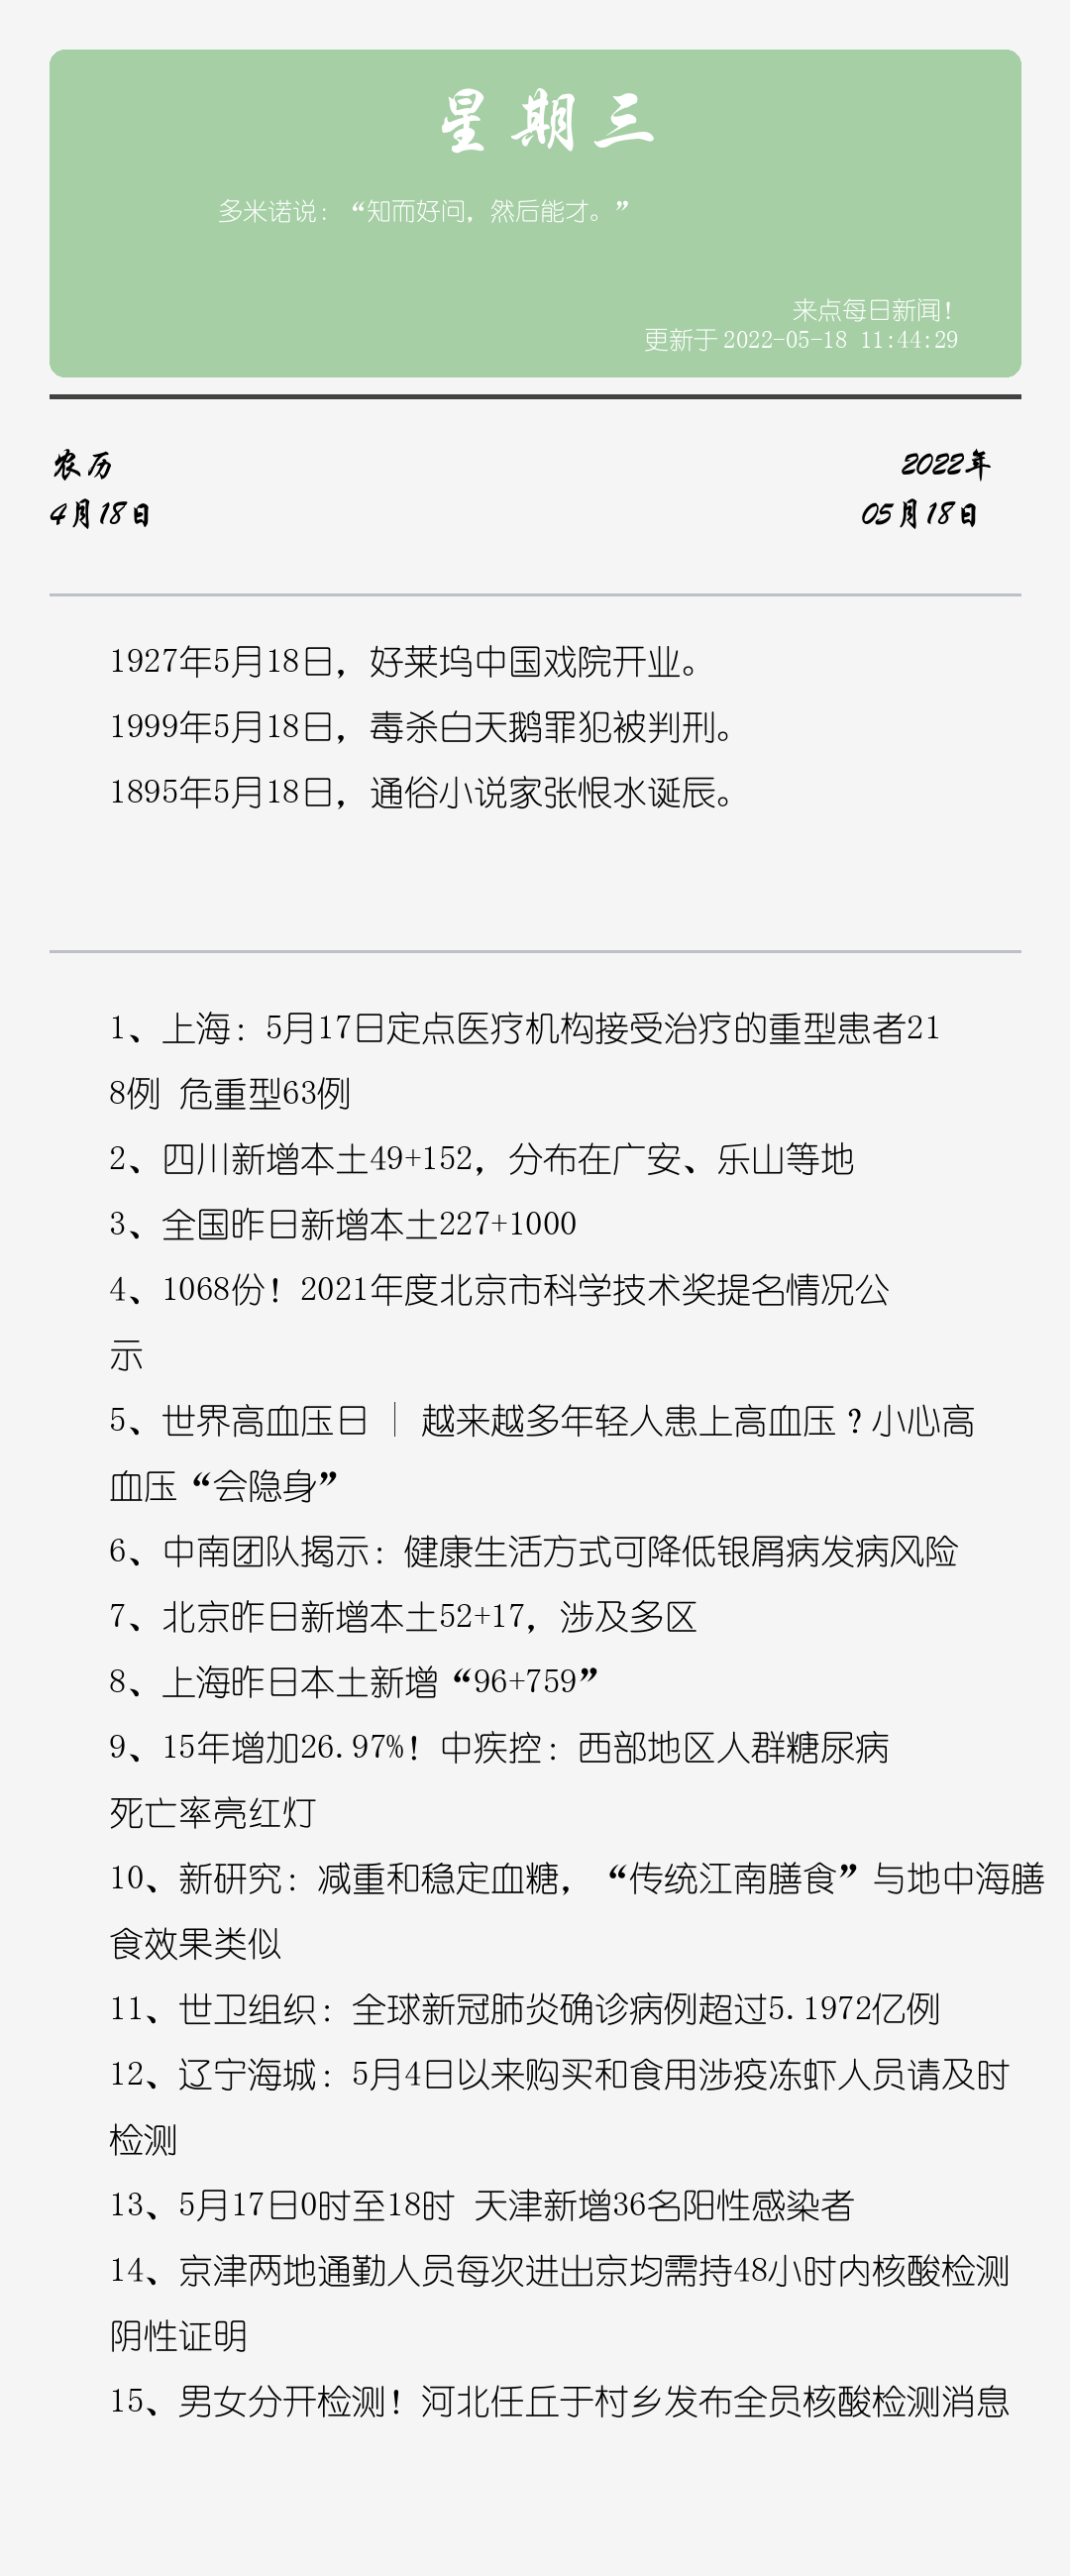 星期三
多米诺说：“知而好问，然后能才。”
来点每日新闻！
更新于 2022-05-18 11:44:29
农历
4月18日
2022年
05月18日
1927年5月18日，好莱坞中国戏院开业。
1999年5月18日，毒杀白天鹅罪犯被判刑。
1895年5月18日，通俗小说家张恨水诞辰。
1、上海：5月17日定点医疗机构接受治疗的重型患者21
8例 危重型63例
2、四川新增本土49+152，分布在广安、乐山等地
3、全国昨日新增本土227+1000
4、1068份！2021年度北京市科学技术奖提名情况公
示
5、世界高血压日 | 越来越多年轻人患上高血压？小心高
血压“会隐身”
6、中南团队揭示：健康生活方式可降低银屑病发病风险
7、北京昨日新增本土52+17，涉及多区
8、上海昨日本土新增“96+759”
9、15年增加26.97%！中疾控：西部地区人群糖尿病
死亡率亮红灯
10、新研究：减重和稳定血糖，“传统江南膳食”与地中海膳
食效果类似
11、世卫组织：全球新冠肺炎确诊病例超过5.1972亿例
12、辽宁海城：5月4日以来购买和食用涉疫冻虾人员请及时
检测
13、5月17日0时至18时 天津新增36名阳性感染者
14、京津两地通勤人员每次进出京均需持48小时内核酸检测
阴性证明
15、男女分开检测！河北任丘于村乡发布全员核酸检测消息